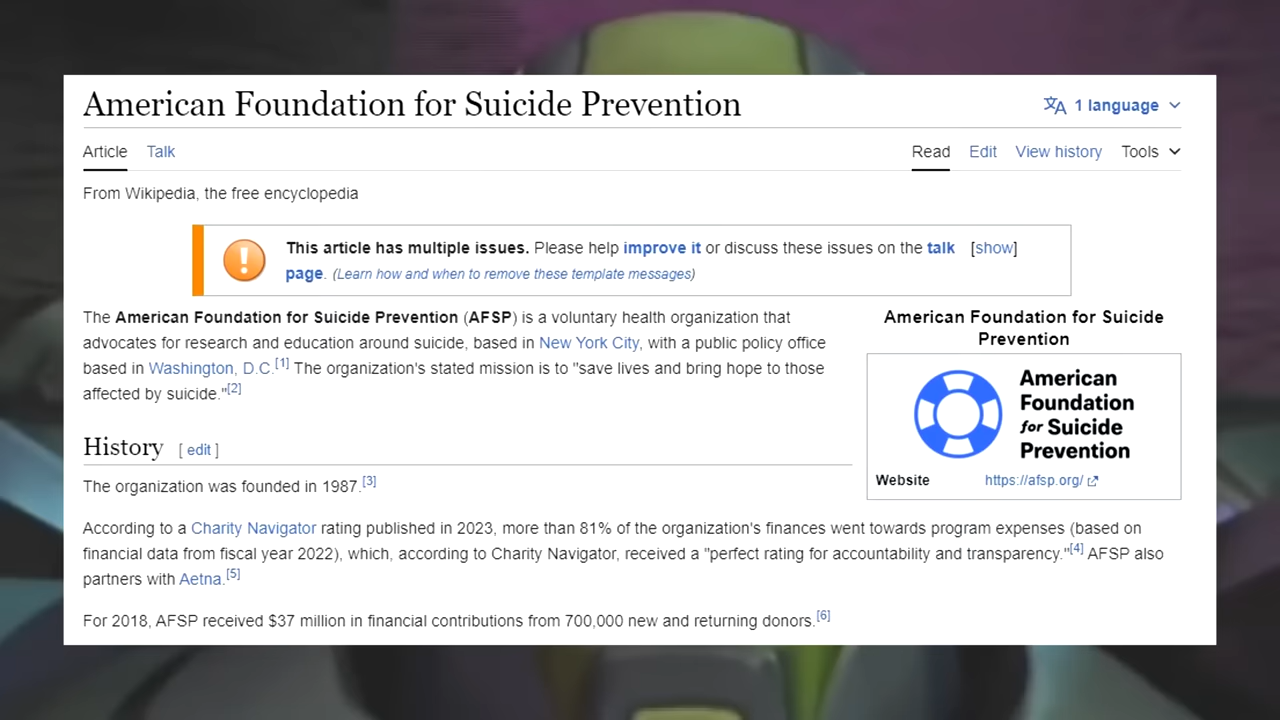 American Foundation for Suicide Prevention
1 language
Article Talk
Read Edit View history Tools
From Wikipedia, the free encyclopedia
This article has multiple issues. Please help improve it or discuss these issues on the talk [show]
page. (Learn how and when to remove these template messages)
The American Foundation for Suicide Prevention (AFSP) is a voluntary health organization that
advocates for research and education around suicide, based in New York City, with a public policy office
based in Washington, D.C.[1] The organization's stated mission is to "save lives and bring hope to those
affected by suicide."[2]
American Foundation for Suicide
Prevention
American
Foundation
for Suicide
Prevention
Website https://afsp.org/
History [ edit ]
The organization was founded in 1987.[3]
According to a Charity Navigator rating published in 2023, more than 81% of the organization's finances went towards program expenses (based on
financial data from fiscal year 2022), which, according to Charity Navigator, received a "perfect rating for accountability and transparency."[4] AFSP also
partners with Aetna.[5]
For 2018, AFSP received $37 million in financial contributions from 700,000 new and returning donors.[6]